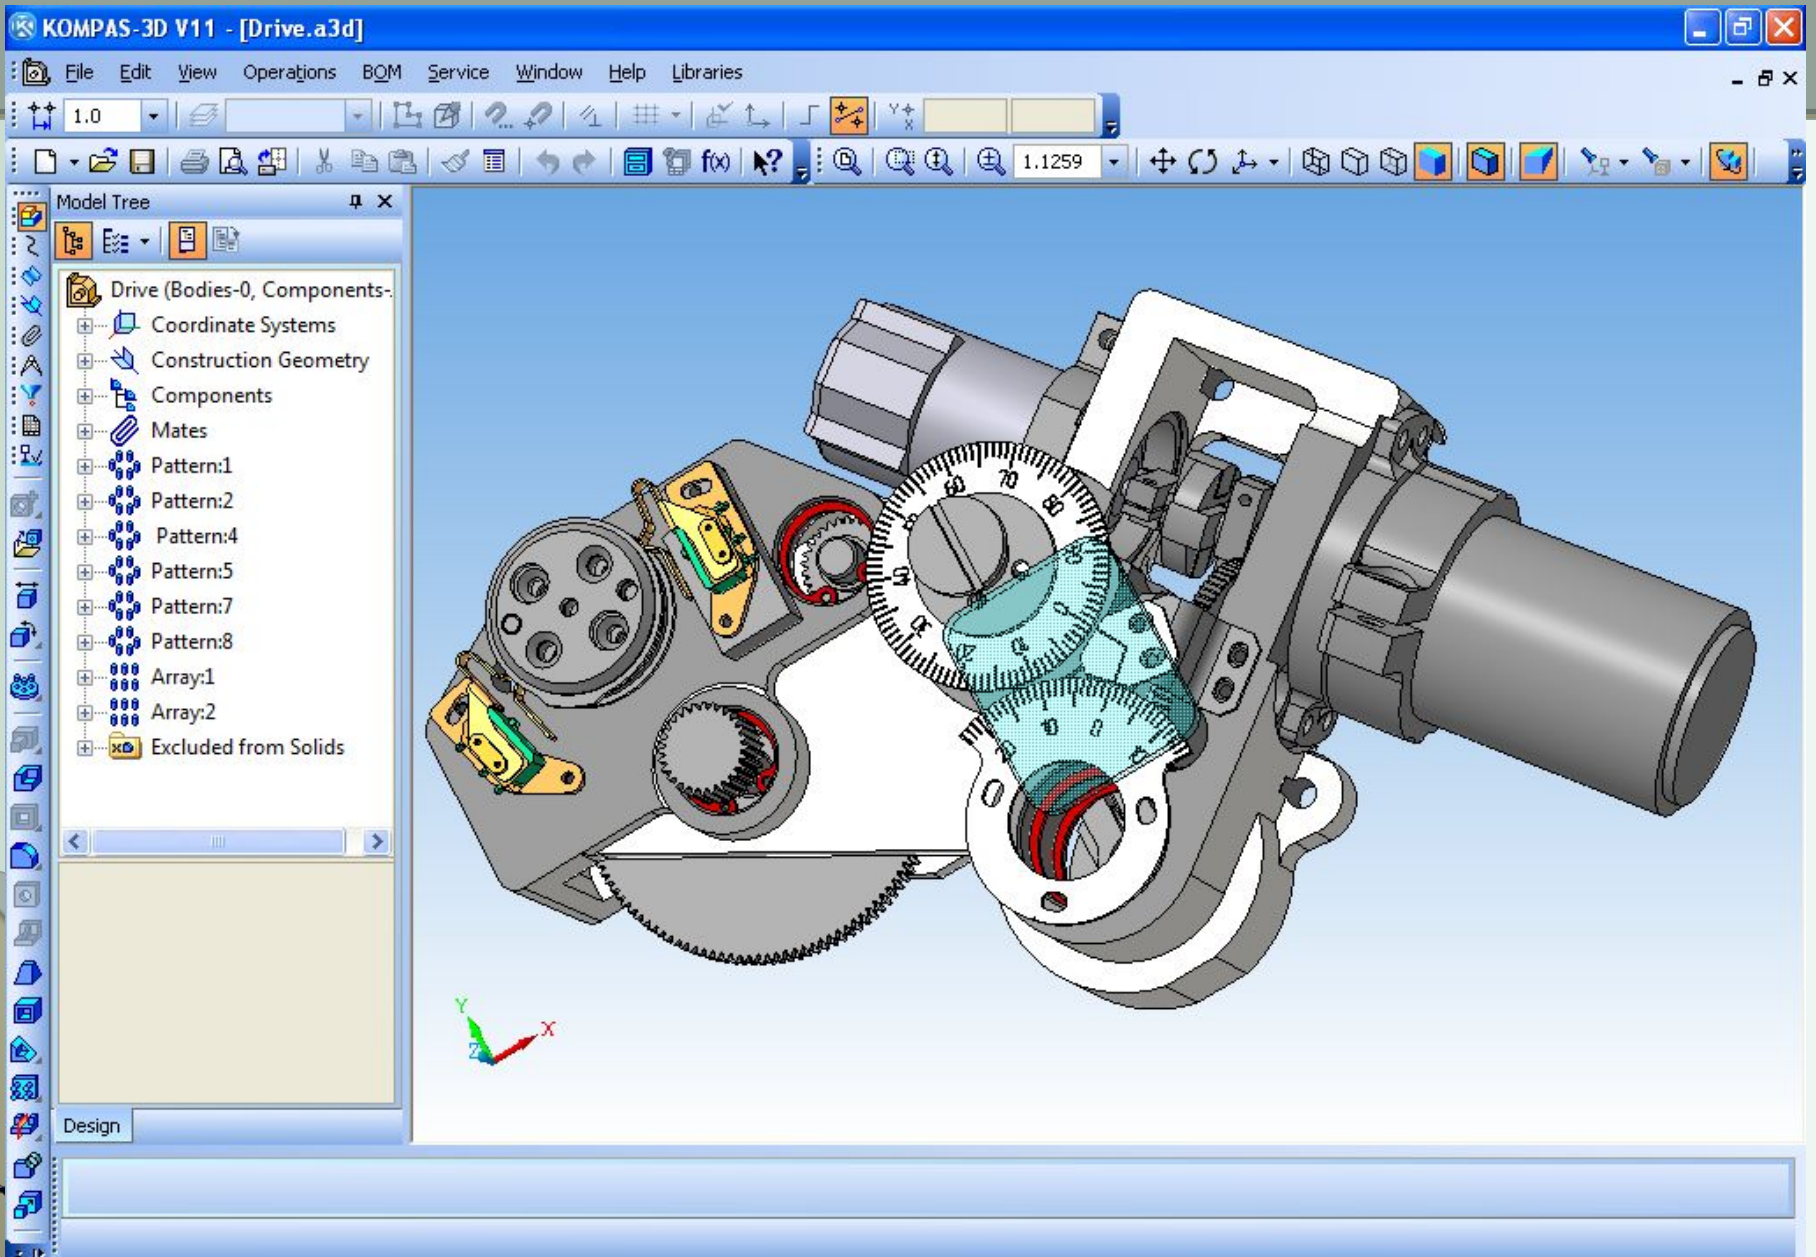 KOMPAS-3D V11 - [Drive.a3d]
File Edit View Operations BOM Service Window Help Libraries
1.0
f(x) 1.1259
Model Tree
Drive (Bodies-0, Components-
Coordinate Systems
Construction Geometry
Components
Mates
Pattern:1
Pattern:2
Pattern:4
Pattern:5
Pattern:7
Pattern:8
Array:1
Array:2
Excluded from Solids
60 70 80
10 0
Y
X
Z
Design